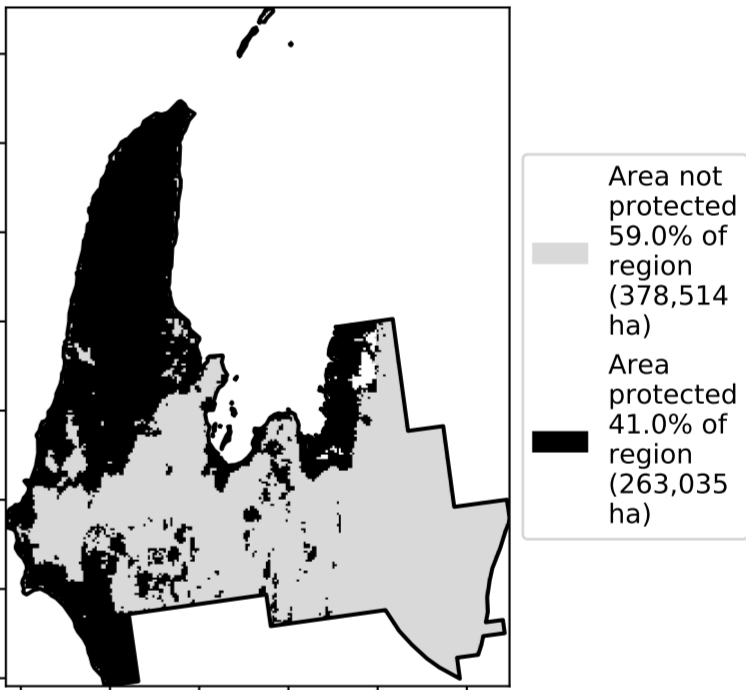 Area not
protected
59.0% of
region
(378,514
ha)
Area
protected
41.0% of
region
(263,035
ha)